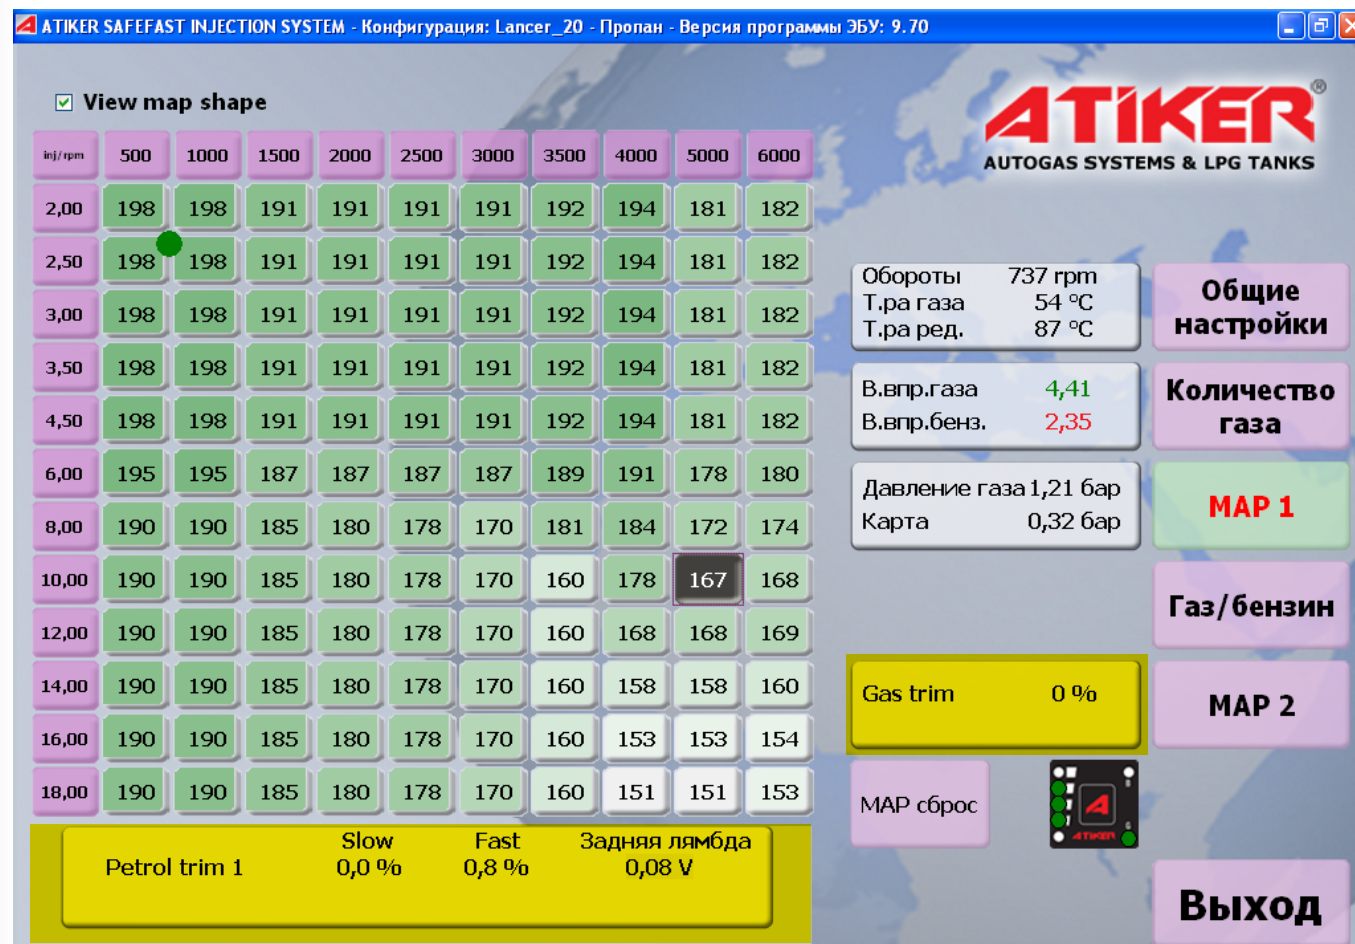 ATIKER SAFEFAST INJECTION SYSTEM - Конфигурация: Lancer_20 - Пропан - Версия программы ЭБУ: 9.70
View map shape
ATiKER®
AUTOGAS SYSTEMS & LPG TANKS
inj/rpm 500 1000 1500 2000 2500 3000 3500 4000 5000 6000
2,00 198 198 191 191 191 191 192 194 181 182
2,50 198 198 191 191 191 191 192 194 181 182
3,00 198 198 191 191 191 191 192 194 181 182
3,50 198 198 191 191 191 191 192 194 181 182
4,50 198 198 191 191 191 191 192 194 181 182
6,00 195 195 187 187 187 187 189 191 178 180
8,00 190 190 185 180 178 170 181 184 172 174
10,00 190 190 185 180 178 170 160 178 167 168
12,00 190 190 185 180 178 170 160 168 168 169
14,00 190 190 185 180 178 170 160 158 158 160
16,00 190 190 185 180 178 170 160 153 153 154
18,00 190 190 185 180 178 170 160 151 151 153
Slow Fast Задняя лямбда
Petrol trim 1 0,0 % 0,8 % 0,08 V
Обороты 737 rpm
Т.ра газа 54 °C
Т.ра ред. 87 °C
В.впр.газа 4,41
В.впр.бенз. 2,35
Давление газа 1,21 бар
Карта 0,32 бар
Gas trim 0 %
MAP сброс
ATIKER
Общие
настройки
Количество
газа
MAP 1
Газ/бензин
MAP 2
Выход